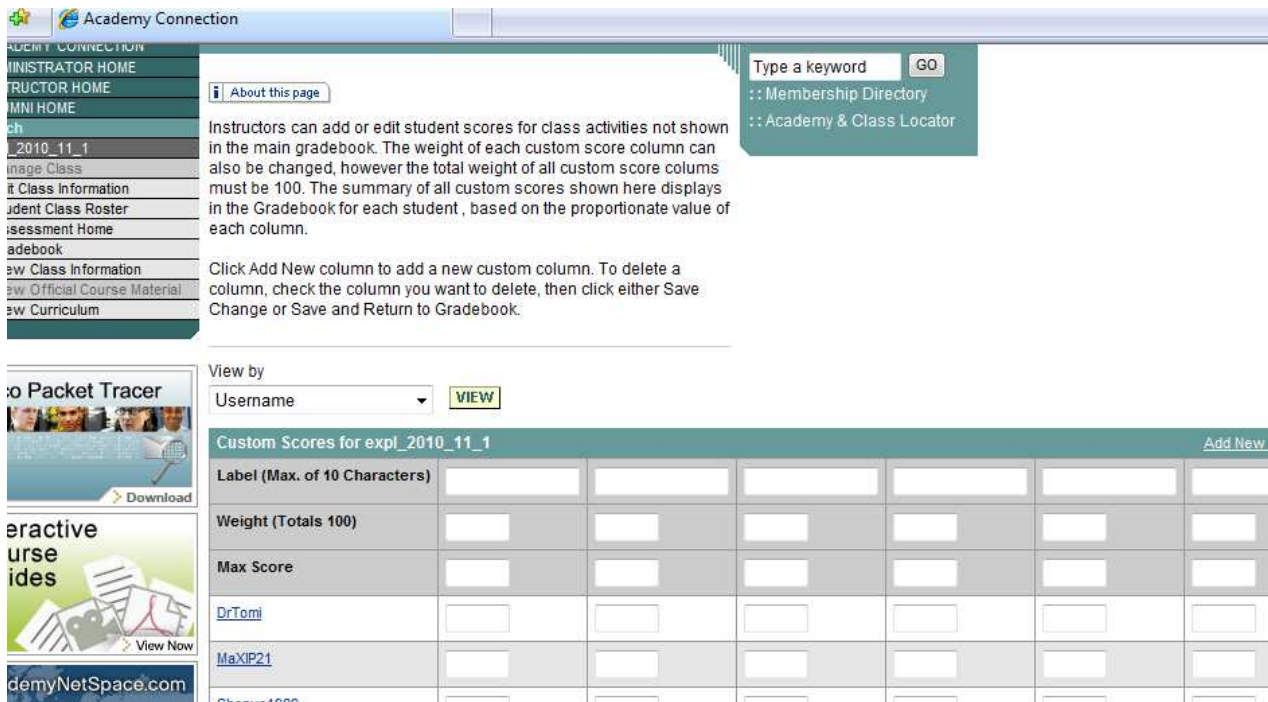 Academy Connection
ADEMY CONNECTION
MINISTRATOR HOME
TRUCTOR HOME
UMNI HOME
ch
l_2010_11_1
anage Class
it Class Information
udent Class Roster
ssessment Home
adebook
ew Class Information
ew Official Course Material
ew Curriculum
Type a keyword GO
:: Membership Directory
:: Academy & Class Locator
i About this page
Instructors can add or edit student scores for class activities not shown
in the main gradebook. The weight of each custom score column can
also be changed, however the total weight of all custom score colums
must be 100. The summary of all custom scores shown here displays
in the Gradebook for each student , based on the proportionate value of
each column.
Click Add New column to add a new custom column. To delete a
column, check the column you want to delete, then click either Save
Change or Save and Return to Gradebook.
co Packet Tracer
Download
eractive
urse
ides
View Now
demyNetSpace.com
View by
Username VIEW
Custom Scores for expl_2010_11_1 Add New
Label (Max. of 10 Characters)
Weight (Totals 100)
Max Score
DrTomi
MaXIP21